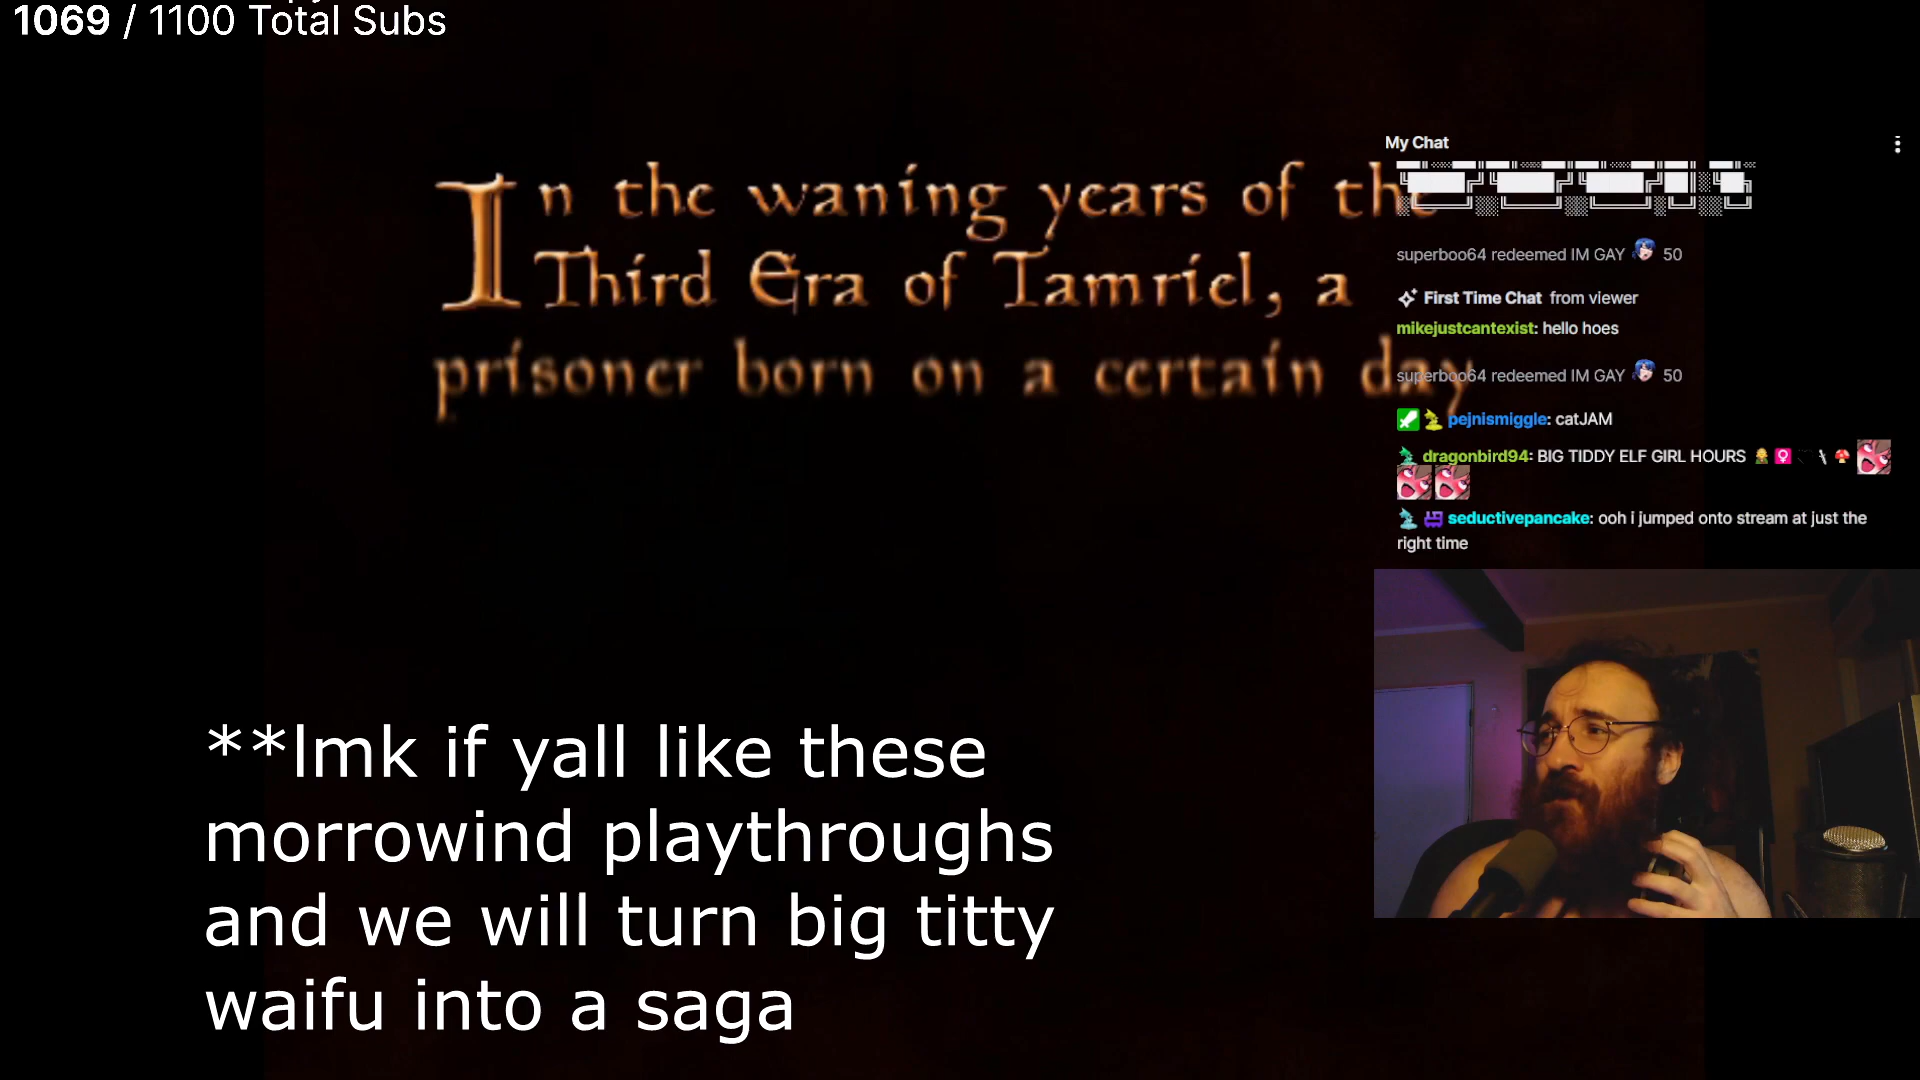 1069 / 1100 Total Subs
In the waning years of the
Third Era of Tamriel, a
prisoner born on a certain day
My Chat
superboo64 redeemed IM GAY 50
First Time Chat from viewer
mikejustcantexist: hello hoes
superboo64 redeemed IM GAY 50
pejnismiggle: catJAM
dragonbird94: BIG TIDDY ELF GIRL HOURS
seductivepancake: ooh i jumped onto stream at just the
right time
**lmk if yall like these
morrowind playthroughs
and we will turn big titty
waifu into a saga